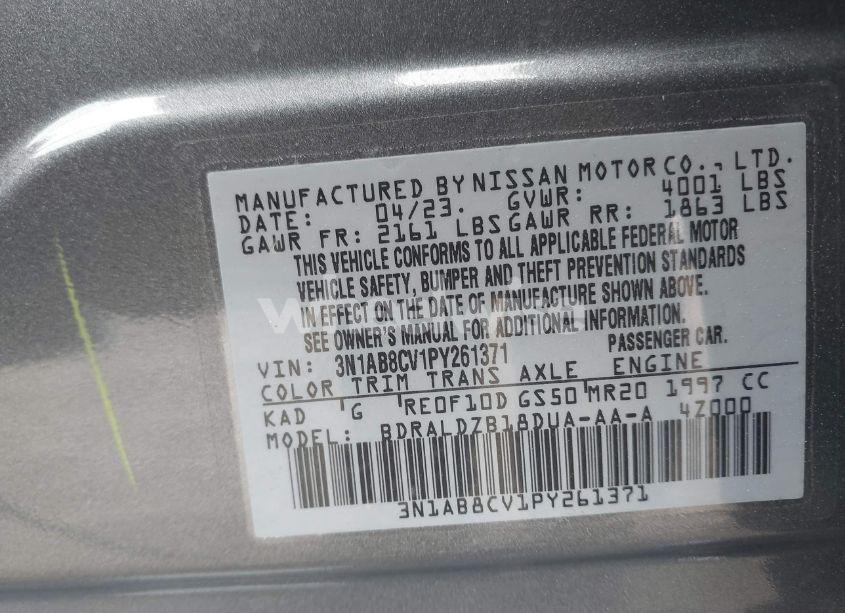 MANUFACTURED BY NISSAN MOTOR CO., LTD.
DATE: 04/23. GVWR: 4001 LBS
GAWR FR: 2161 LBS GAWR RR: 1863 LBS
THIS VEHICLE CONFORMS TO ALL APPLICABLE FEDERAL MOTOR
VEHICLE SAFETY, BUMPER AND THEFT PREVENTION STANDARDS
IN EFFECT ON THE DATE OF MANUFACTURE SHOWN ABOVE.
SEE OWNER'S MANUAL FOR ADDITIONAL INFORMATION.
VIN: 3N1AB8CV1PY261371 PASSENGER CAR.
COLOR TRIM TRANS AXLE ENGINE
KAD G RE0F10D GS50 MR20 1997 CC
MODEL: BDRALDZB18DUA-AA-A 4Z000
3N1AB8CV1PY261371